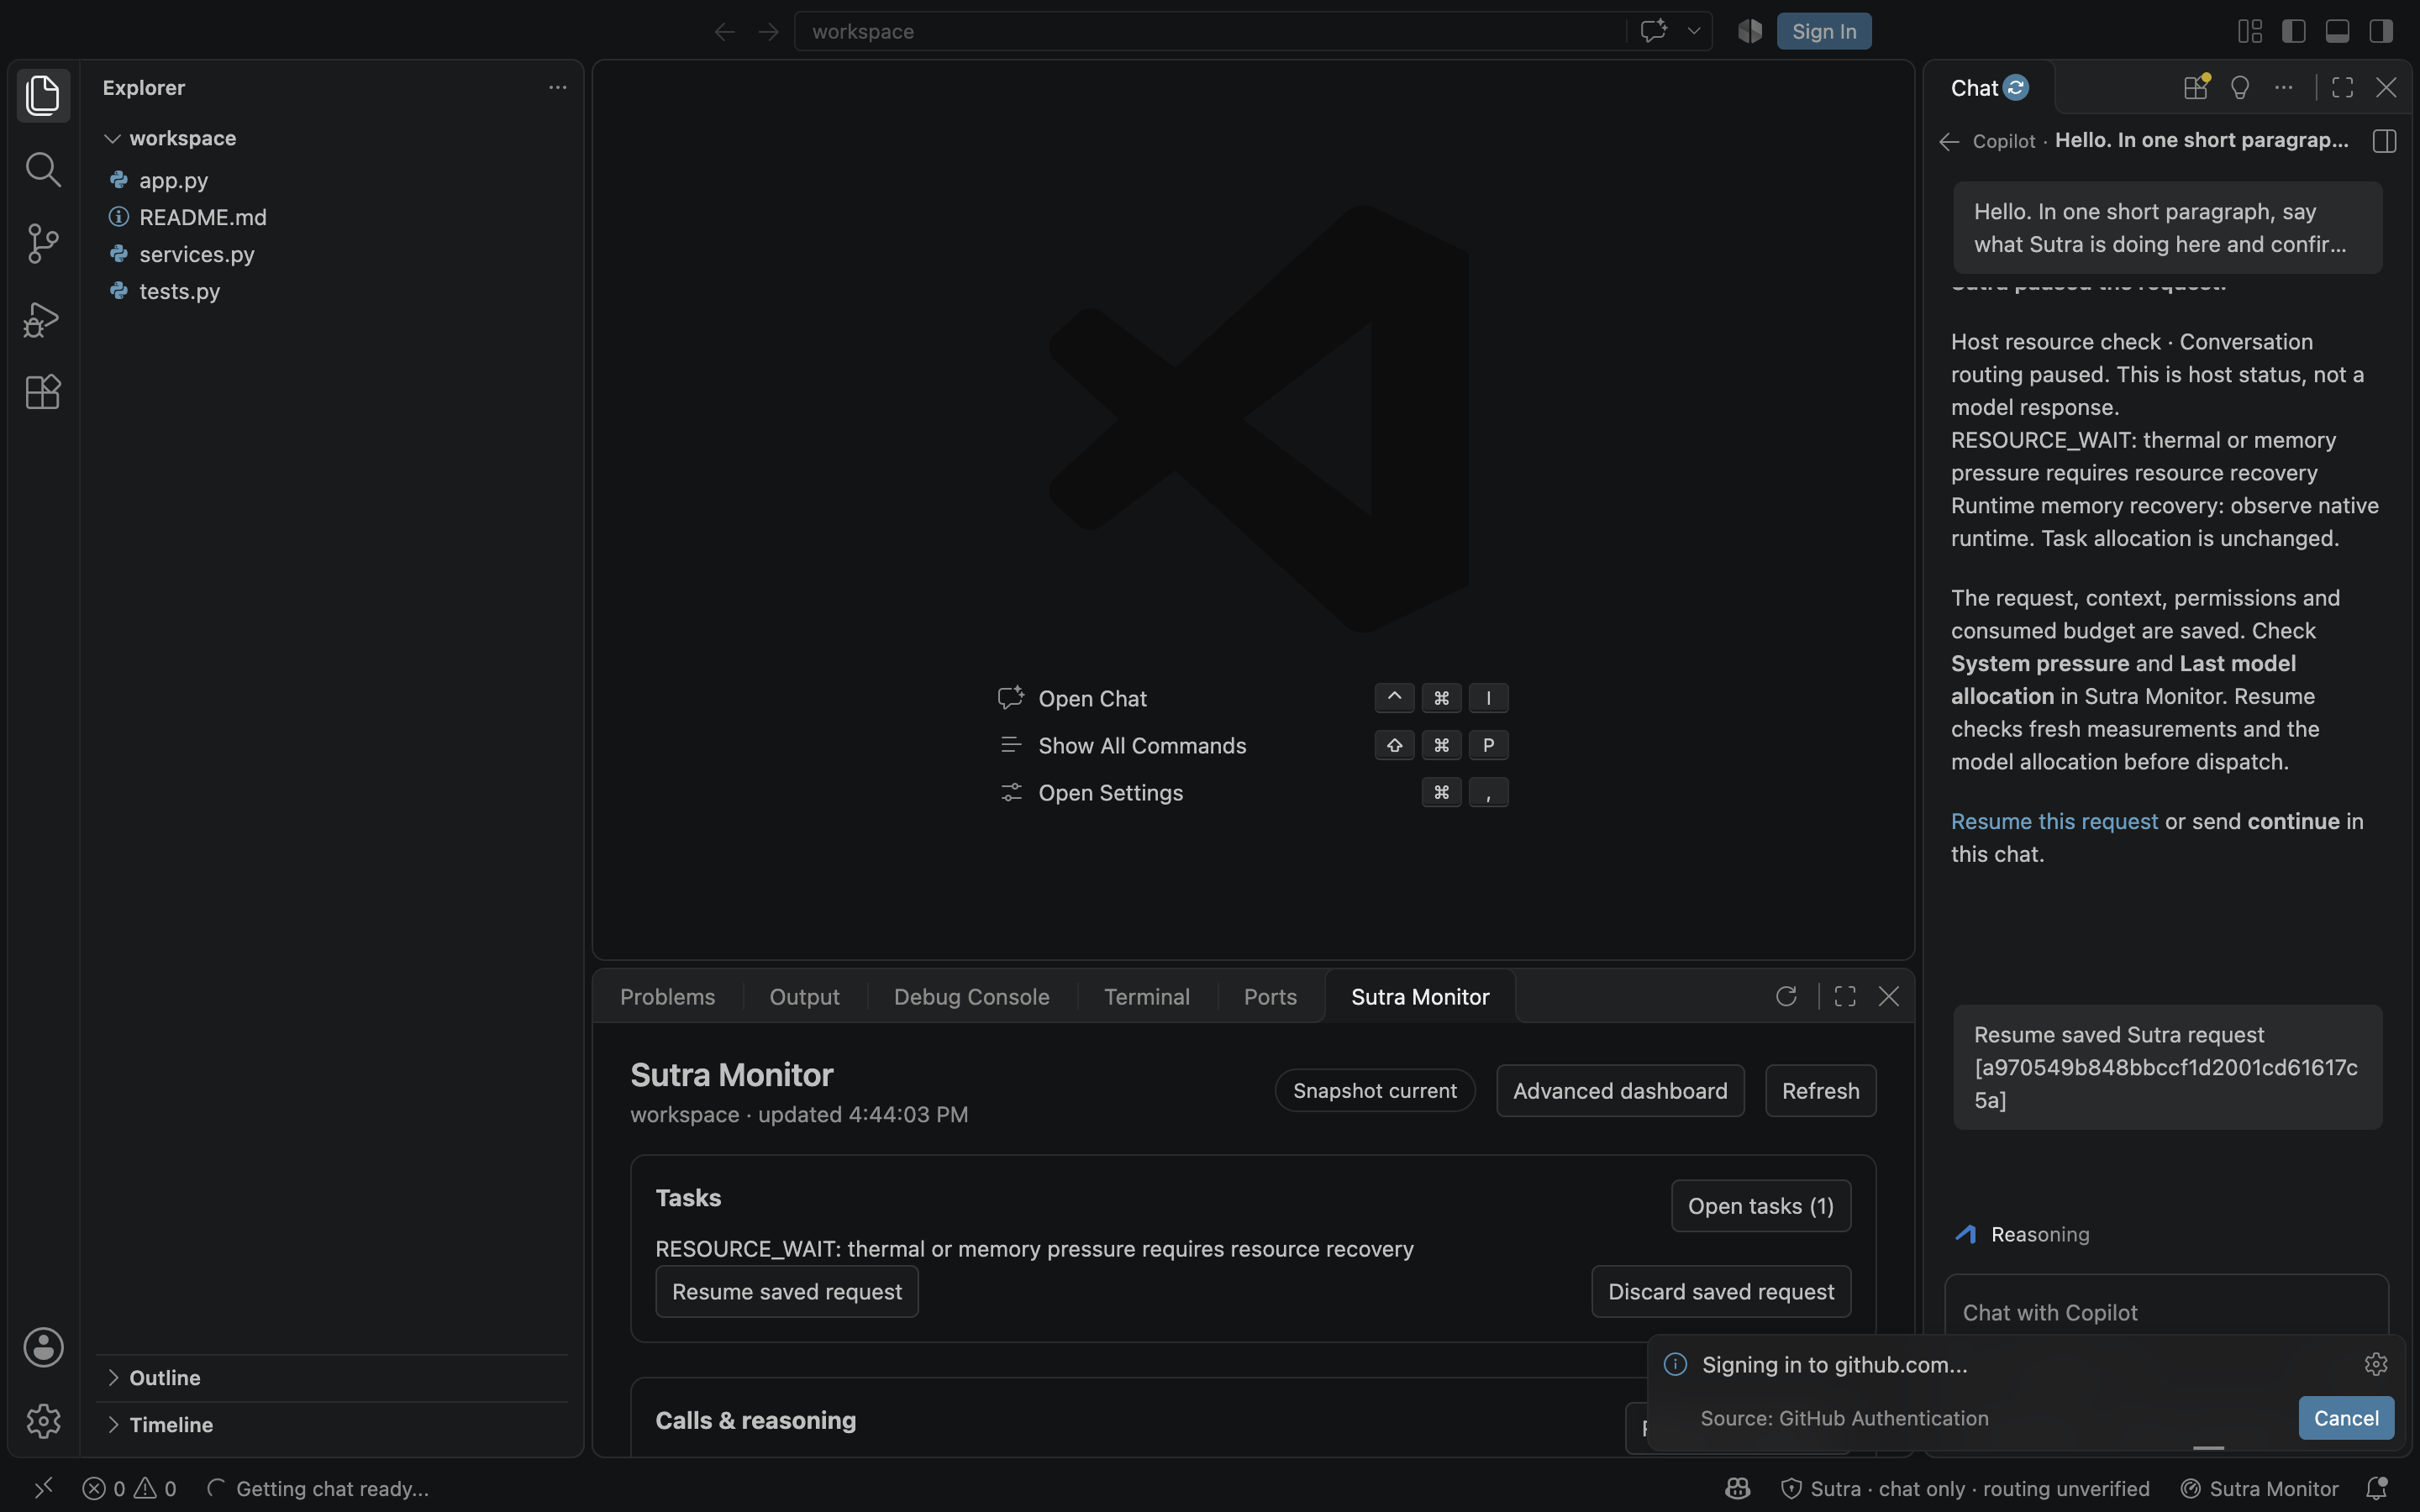 workspace
Sign In
Explorer
workspace
app.py
README.md
services.py
tests.py
Outline
Timeline
Open Chat
⌘ I
Show All Commands
⌘ P
Open Settings
⌘ ,
Problems
Output
Debug Console
Terminal
Ports
Sutra Monitor
Sutra Monitor
workspace · updated 4:44:03 PM
Snapshot current
Advanced dashboard
Refresh
Tasks
Open tasks (1)
RESOURCE_WAIT: thermal or memory pressure requires resource recovery
Resume saved request
Discard saved request
Calls & reasoning
Chat
Copilot · Hello. In one short paragrap...
Hello. In one short paragraph, say
what Sutra is doing here and confir...
Sutra paused the request.
Host resource check · Conversation
routing paused. This is host status, not a
model response.
RESOURCE_WAIT: thermal or memory
pressure requires resource recovery
Runtime memory recovery: observe native
runtime. Task allocation is unchanged.
The request, context, permissions and
consumed budget are saved. Check
System pressure and Last model
allocation in Sutra Monitor. Resume
checks fresh measurements and the
model allocation before dispatch.
Resume this request or send continue in
this chat.
Resume saved Sutra request
[a970549b848bbccf1d2001cd61617c
5a]
Reasoning
Chat with Copilot
Signing in to github.com...
Source: GitHub Authentication
Cancel
0 0 Getting chat ready...
Sutra · chat only · routing unverified
Sutra Monitor